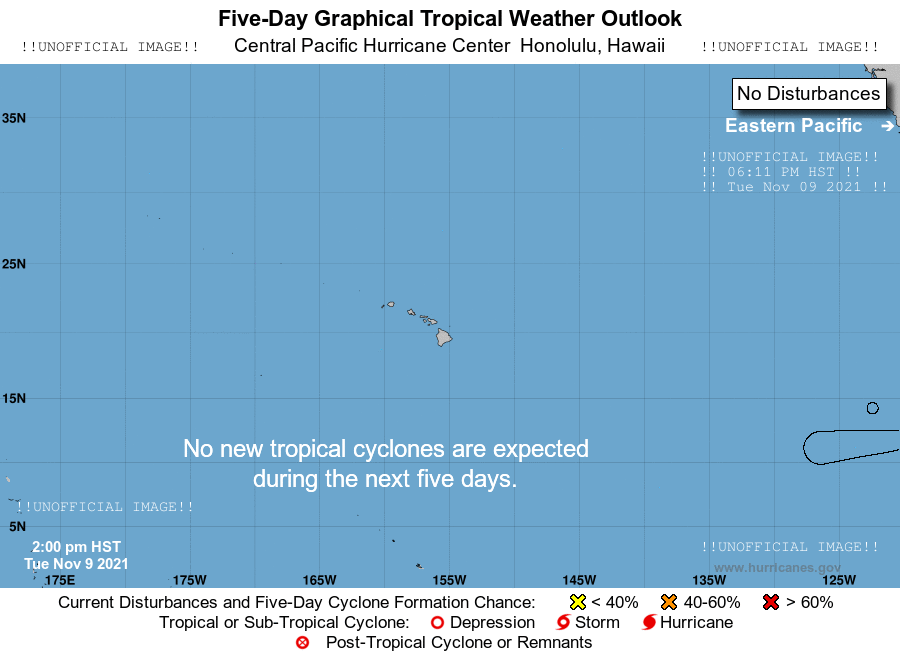 Five-Day Graphical Tropical Weather Outlook
!!UNOFFICIAL IMAGE!! Central Pacific Hurricane Center Honolulu, Hawaii !!UNOFFICIAL IMAGE!!
No Disturbances
35N
Eastern Pacific
!!UNOFFICIAL IMAGE!!
!! 06:11 PM HST !!
!! Tue Nov 09 2021 !!
25N
15N
No new tropical cyclones are expected
during the next five days.
!!UNOFFICIAL IMAGE!!
5N
2:00 pm HST
Tue Nov 9 2021
!!UNOFFICIAL IMAGE!!
www.hurricanes.gov
175E 175W 165W 155W 145W 135W 125W
Current Disturbances and Five-Day Cyclone Formation Chance: < 40% 40-60% > 60%
Tropical or Sub-Tropical Cyclone: Depression Storm Hurricane
Post-Tropical Cyclone or Remnants